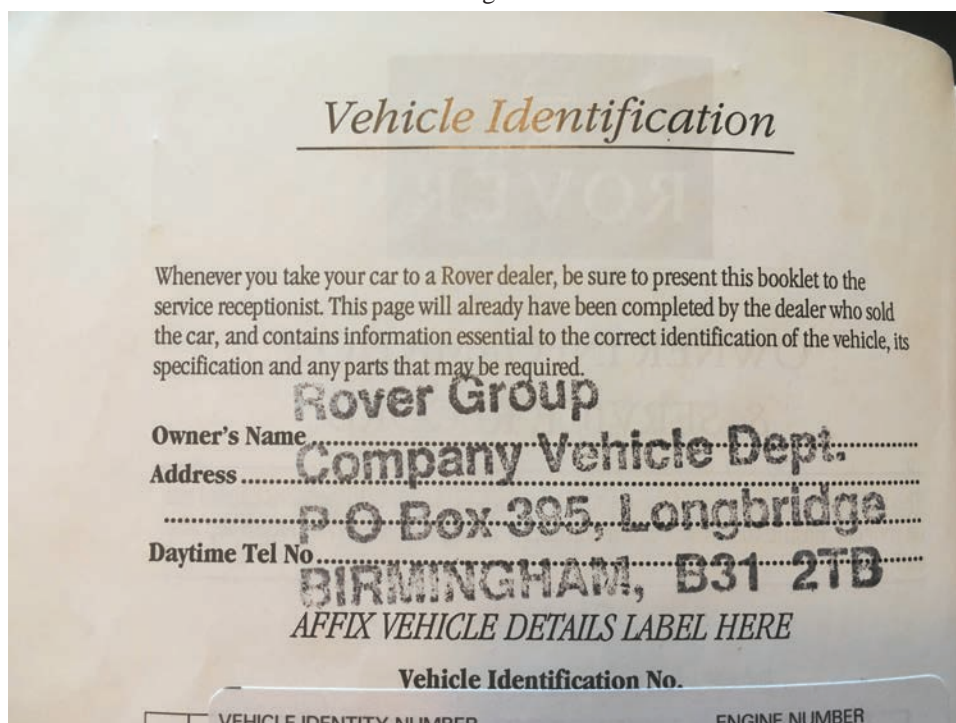 Vehicle Identification
ROVER
Whenever you take your car to a Rover dealer, be sure to present this booklet to the
service receptionist. This page will already have been completed by the dealer who sold
the car, and contains information essential to the correct identification of the vehicle, its
specification and any parts that may be required.
Rover Group
Owner's Name
Company Vehicle Dept.
Address
P O Box 395, Longbridge
Daytime Tel No
BIRMINGHAM, B31 2TB
AFFIX VEHICLE DETAILS LABEL HERE
Vehicle Identification No.
VEHICLE IDENTITY NUMBER ENGINE NUMBER